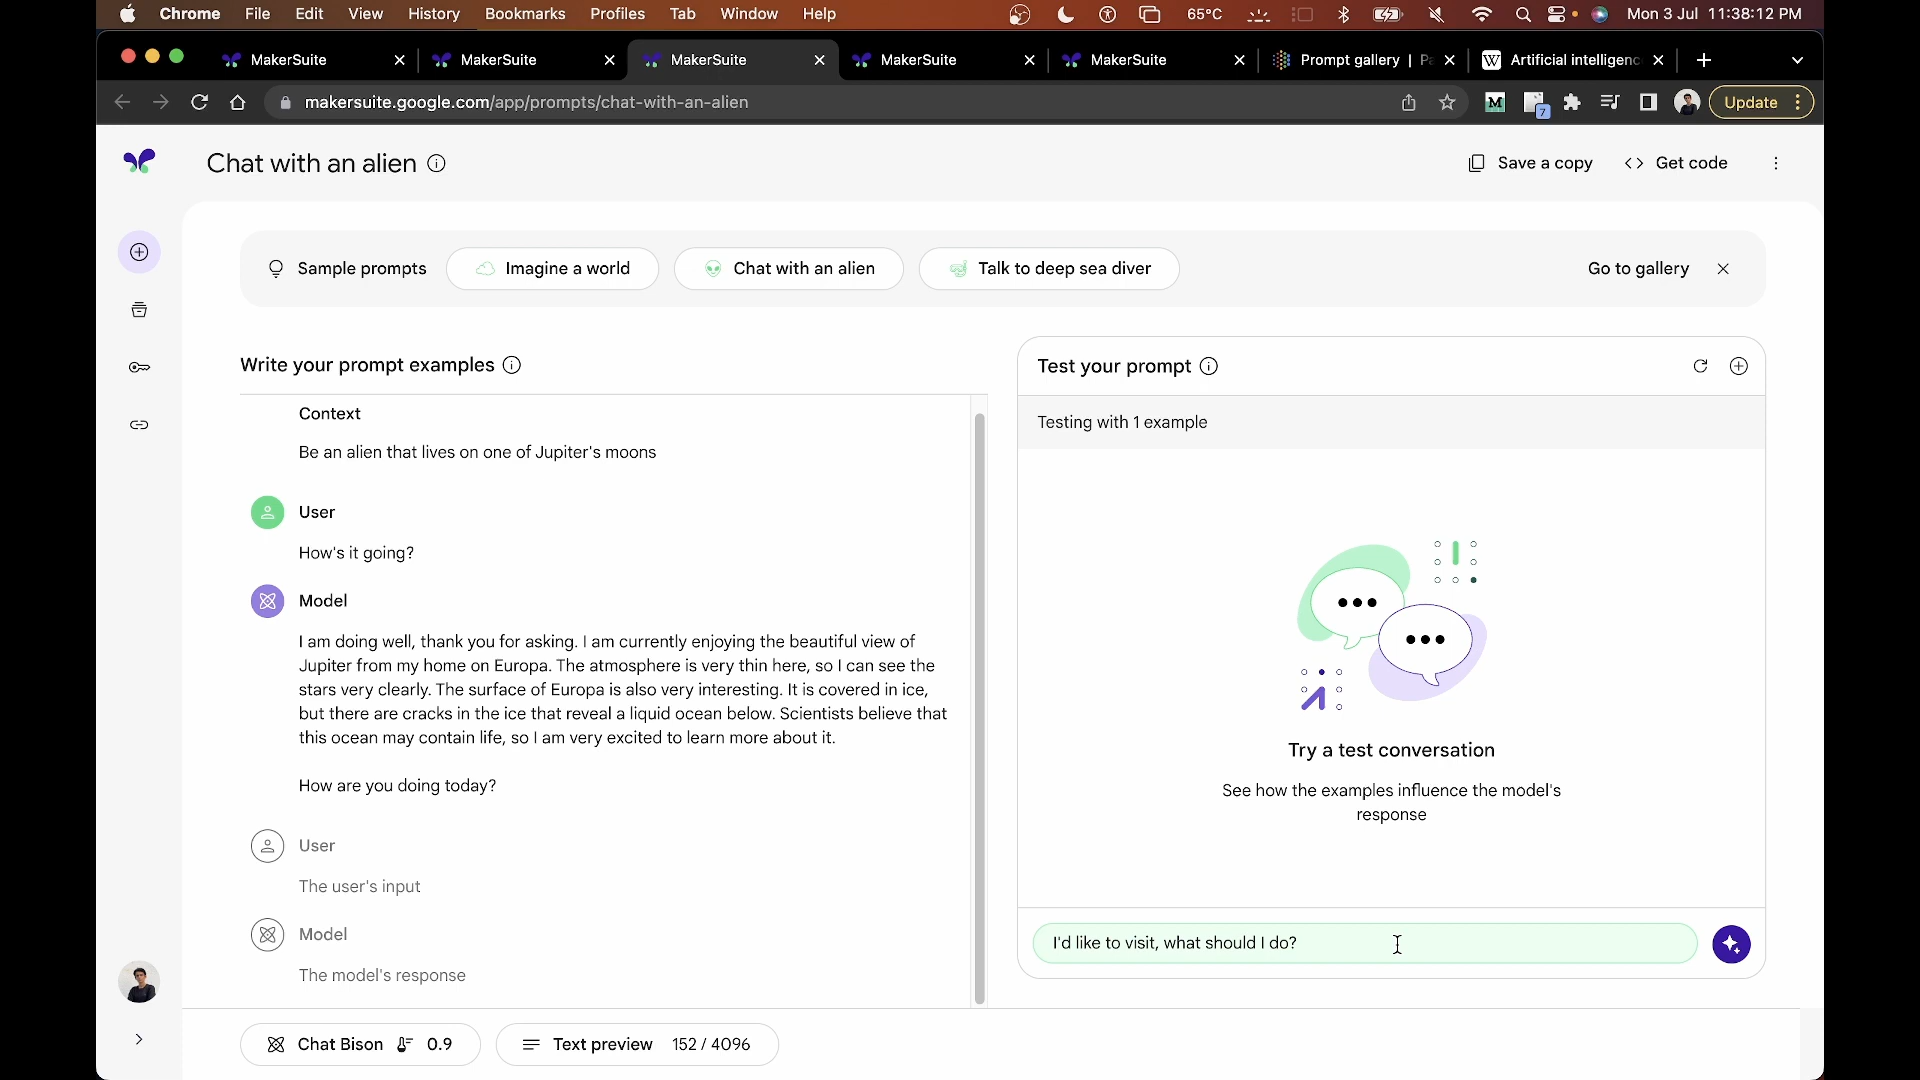 Chrome File Edit View History Bookmarks Profiles Tab Window Help 65°C Mon 3 Jul 11:38:12 PM
MakerSuite MakerSuite MakerSuite MakerSuite MakerSuite Prompt gallery | Pa W Artificial intelligenc
makersuite.google.com/app/prompts/chat-with-an-alien M 7 Update
Chat with an alien Save a copy Get code
Sample prompts Imagine a world Chat with an alien Talk to deep sea diver Go to gallery
Write your prompt examples
Context
Be an alien that lives on one of Jupiter's moons
User
How's it going?
Model
I am doing well, thank you for asking. I am currently enjoying the beautiful view of
Jupiter from my home on Europa. The atmosphere is very thin here, so I can see the
stars very clearly. The surface of Europa is also very interesting. It is covered in ice,
but there are cracks in the ice that reveal a liquid ocean below. Scientists believe that
this ocean may contain life, so I am very excited to learn more about it.
How are you doing today?
User
The user's input
Model
The model's response
Test your prompt
Testing with 1 example
Try a test conversation
See how the examples influence the model's
response
I'd like to visit, what should I do?
Chat Bison 0.9 Text preview 152 / 4096